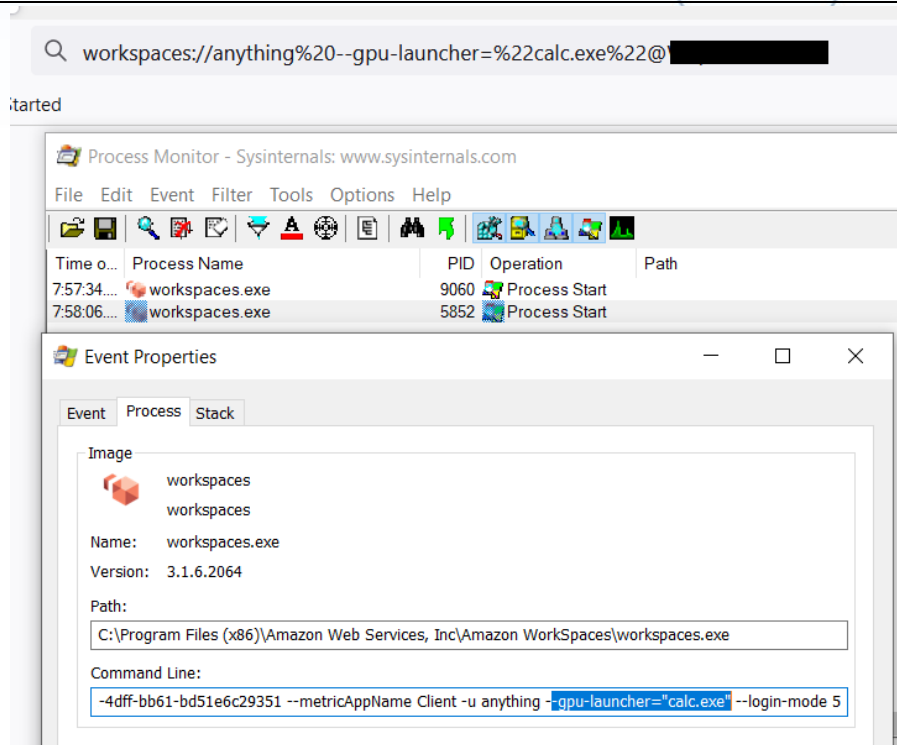 workspaces://anything%20--gpu-launcher=%22calc.exe%22@
Started
Process Monitor - Sysinternals: www.sysinternals.com
File Edit Event Filter Tools Options Help
Time o... Process Name PID Operation Path
7:57:34.... workspaces.exe 9060 Process Start
7:58:06.... workspaces.exe 5852 Process Start
Event Properties
Event Process Stack
Image
workspaces
workspaces
Name: workspaces.exe
Version: 3.1.6.2064
Path:
C:\Program Files (x86)\Amazon Web Services, Inc\Amazon WorkSpaces\workspaces.exe
Command Line:
-4dff-bb61-bd51e6c29351 --metricAppName Client -u anything --gpu-launcher="calc.exe" --login-mode 5